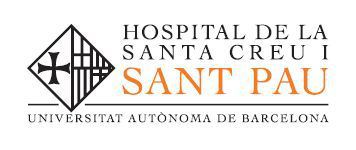 HOSPITAL DE LA
SANTA CREU I
SANT PAU
UNIVERSITAT AUTÒNOMA DE BARCELONA